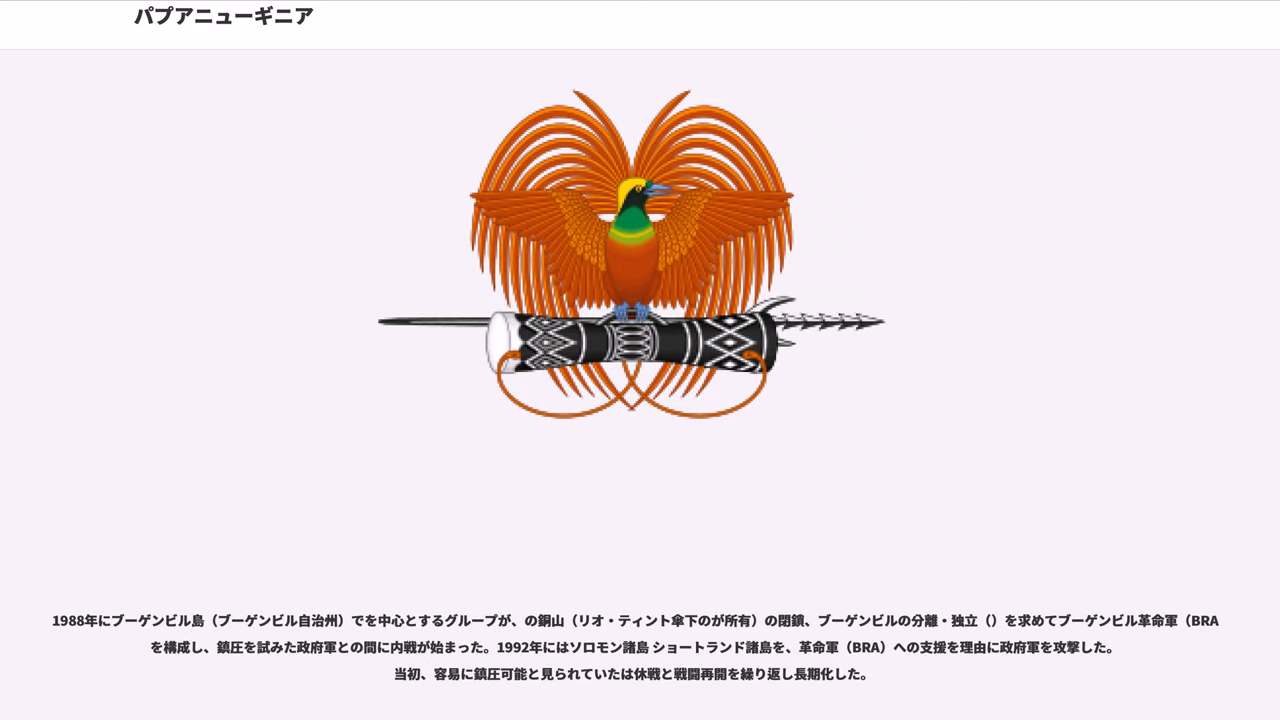 パプアニューギニア
1988年にブーゲンビル島（ブーゲンビル自治州）でを中心とするグループが、の銅山（リオ・ティント傘下のが所有）の閉鎖、ブーゲンビルの分離・独立（）を求めてブーゲンビル革命軍（BRA
を構成し、鎮圧を試みた政府軍との間に内戦が始まった。1992年にはソロモン諸島 ショートランド諸島を、革命軍（BRA）への支援を理由に政府軍を攻撃した。
当初、容易に鎮圧可能と見られていたは休戦と戦闘再開を繰り返し長期化した。